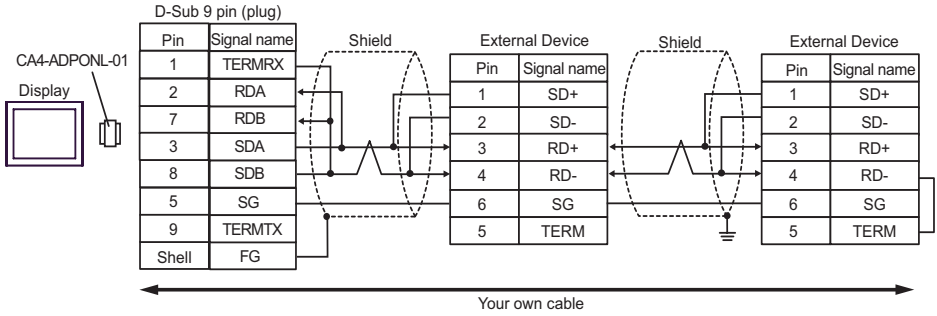 D-Sub 9 pin (plug)
CA4-ADPONL-01
Display
Pin Signal name
1 TERMRX
2 RDA
7 RDB
3 SDA
8 SDB
5 SG
9 TERMTX
Shell FG
Shield
External Device
Pin Signal name
1 SD+
2 SD-
3 RD+
4 RD-
6 SG
5 TERM
Shield
External Device
Pin Signal name
1 SD+
2 SD-
3 RD+
4 RD-
6 SG
5 TERM
Your own cable